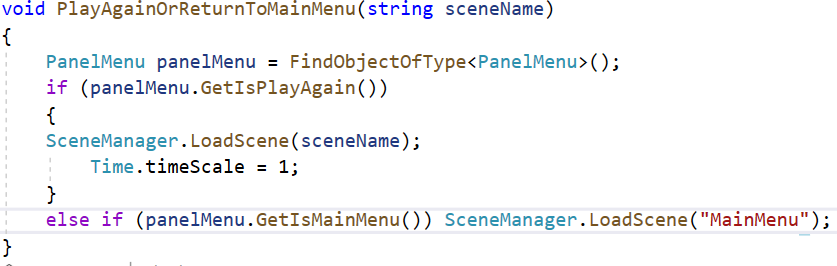 void PlayAgainOrReturnToMainMenu(string sceneName)
{
PanelMenu panelMenu = FindObjectOfType<PanelMenu>();
if (panelMenu.GetIsPlayAgain())
{
SceneManager.LoadScene(sceneName);
Time.timeScale = 1;
}
else if (panelMenu.GetIsMainMenu()) SceneManager.LoadScene("MainMenu");
}